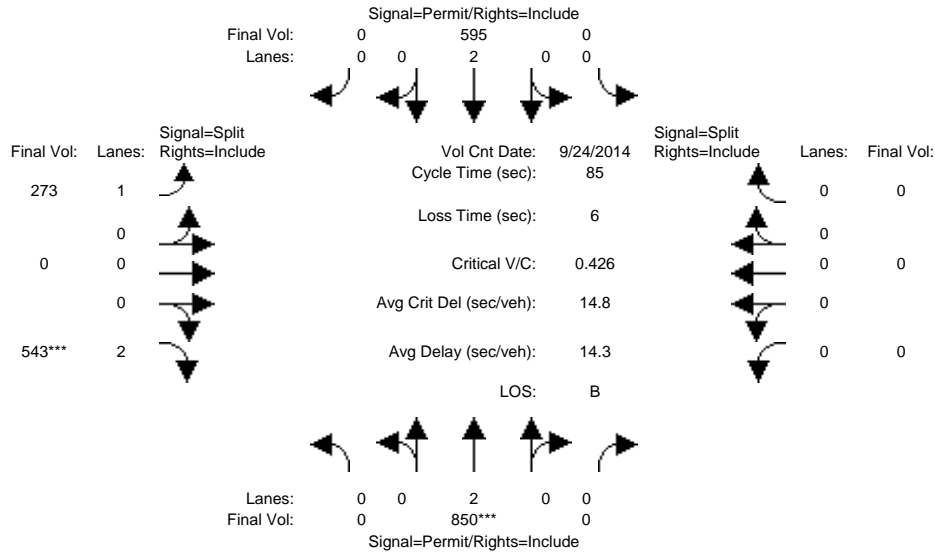 Signal=Permit/Rights=Include
Final Vol: 0 595 0
Lanes: 0 0 2 0 0
Signal=Split
Final Vol: Lanes: Rights=Include
Vol Cnt Date: 9/24/2014
Signal=Split
Rights=Include Lanes: Final Vol:
Cycle Time (sec): 85
273 1
0 0
Loss Time (sec): 6
0
0
0 0
Critical V/C: 0.426
0 0
0
Avg Crit Del (sec/veh): 14.8
0
543*** 2
Avg Delay (sec/veh): 14.3
0 0
LOS: B
Lanes: 0 0 2 0 0
Final Vol: 0 850*** 0
Signal=Permit/Rights=Include